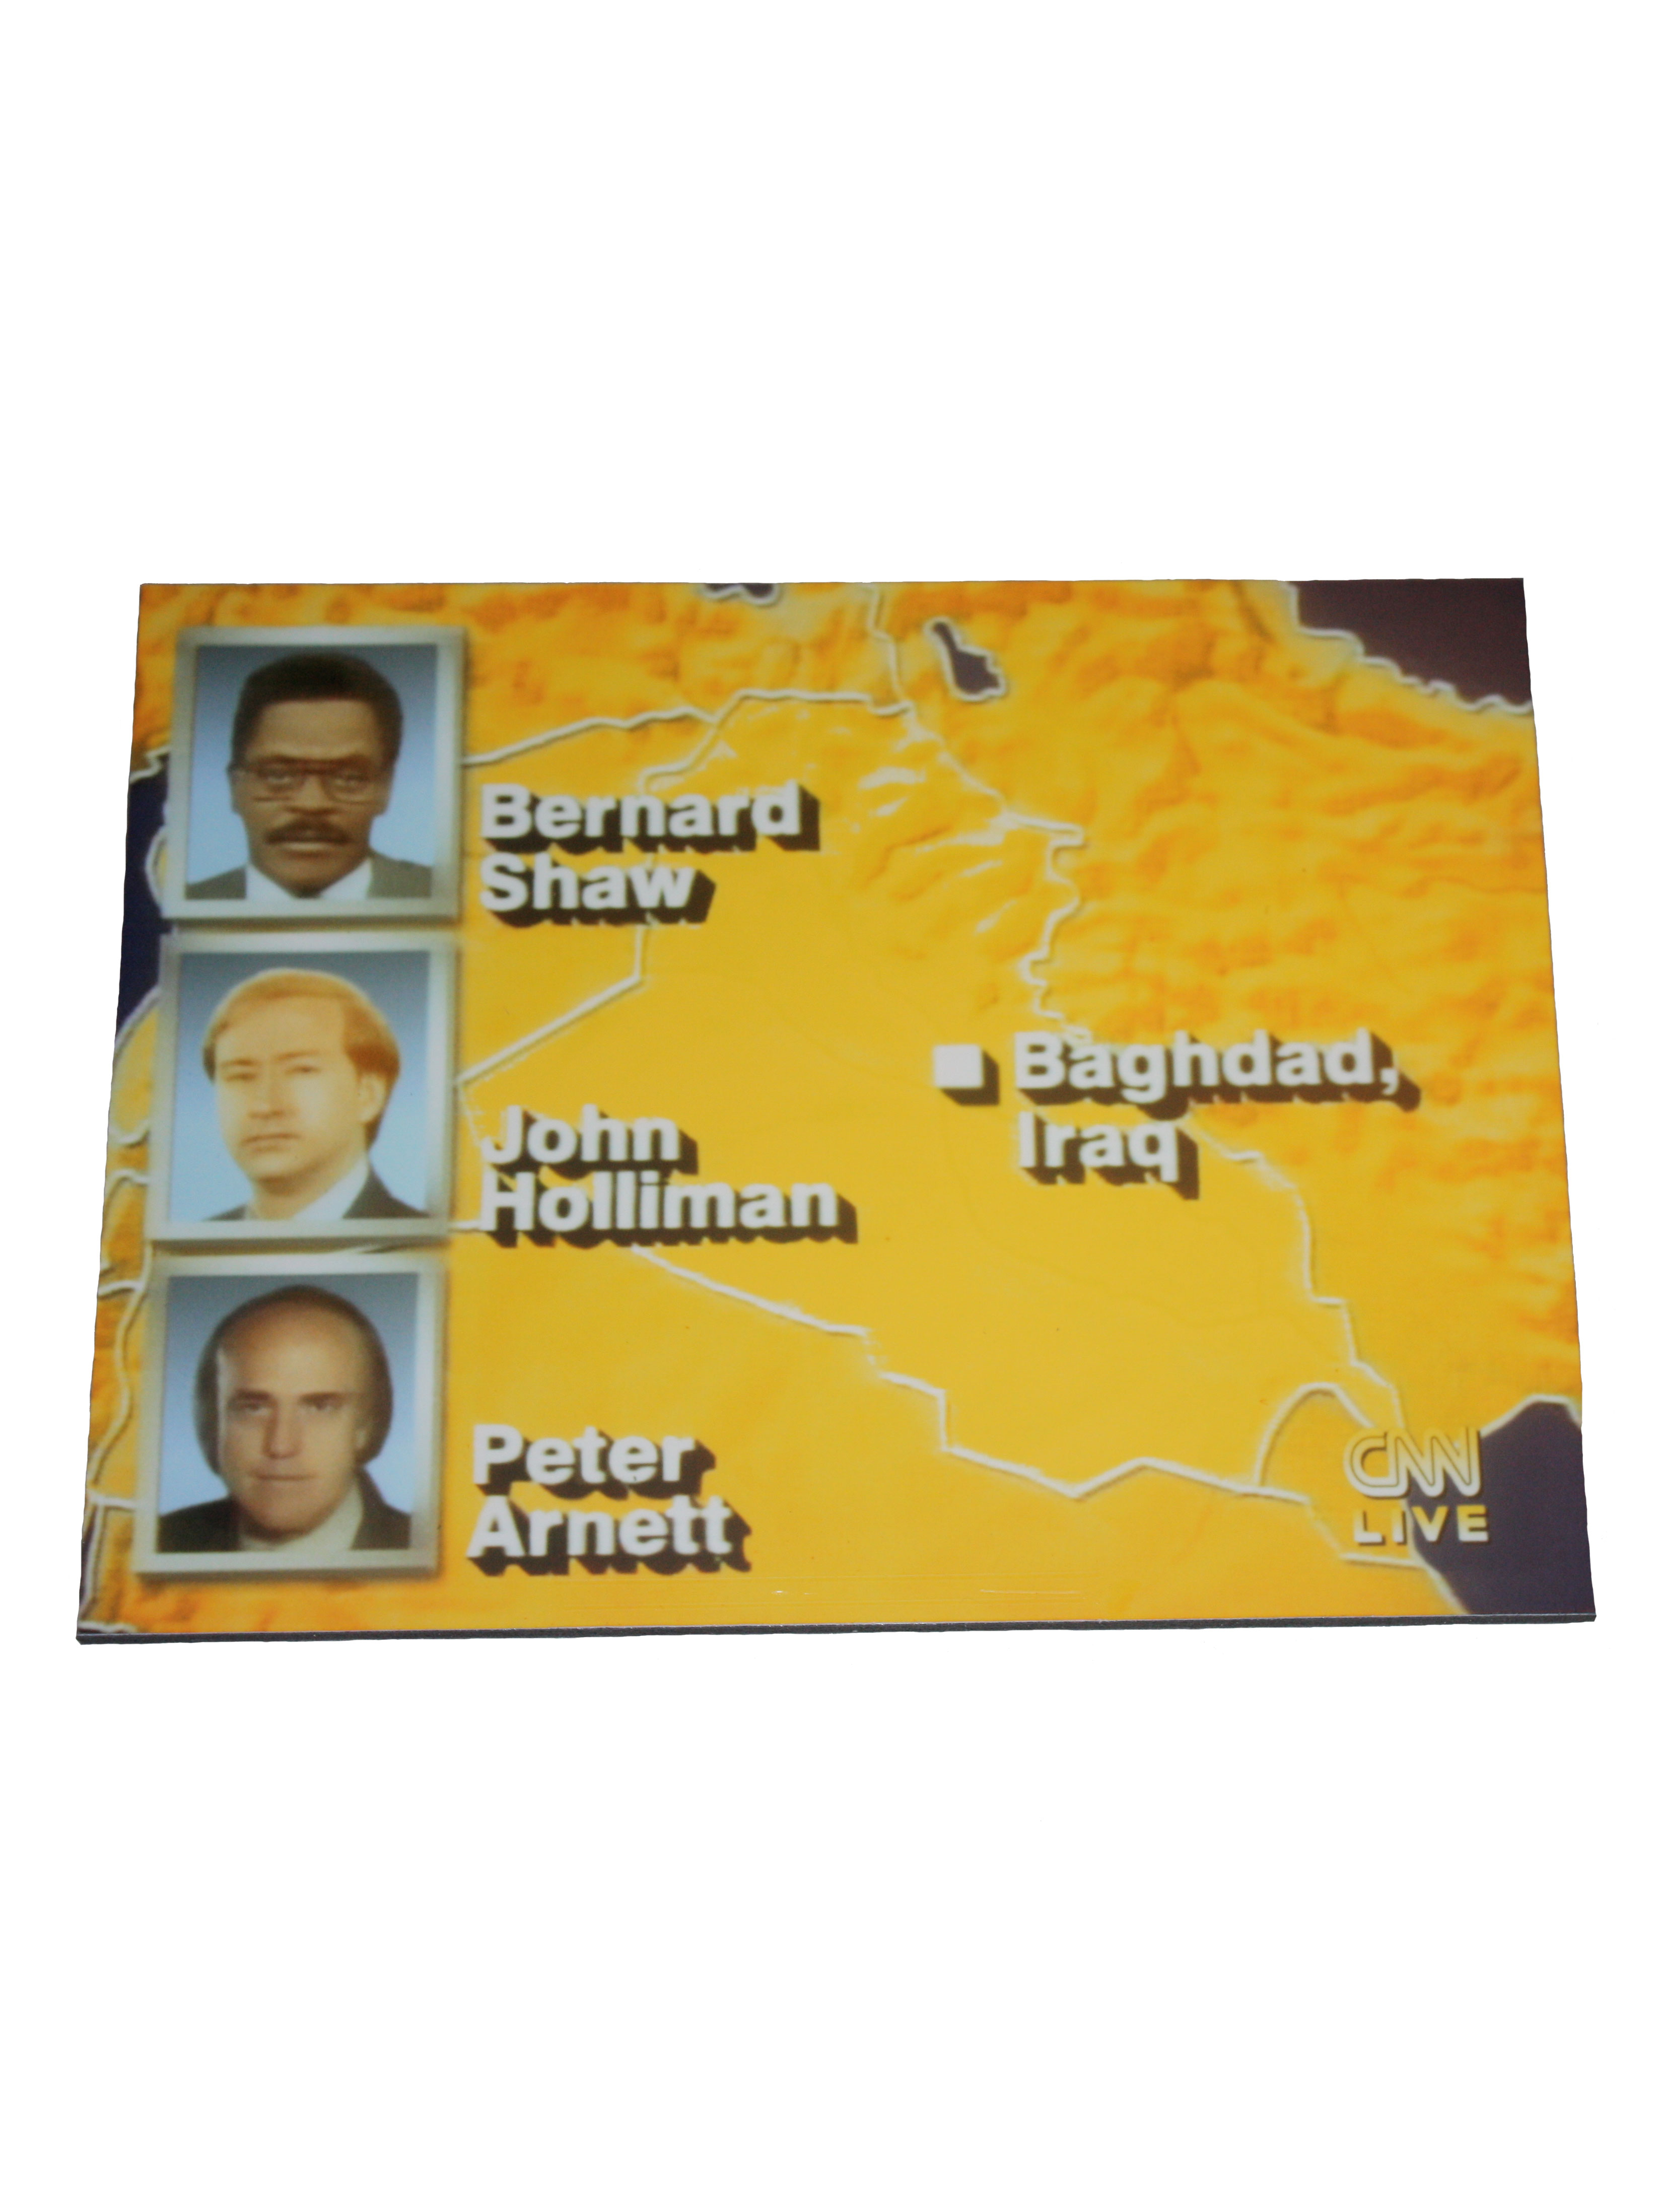 Bernard
Shaw
John
Holliman
Peter
Arnett
Baghdad,
Iraq
CNN
LIVE